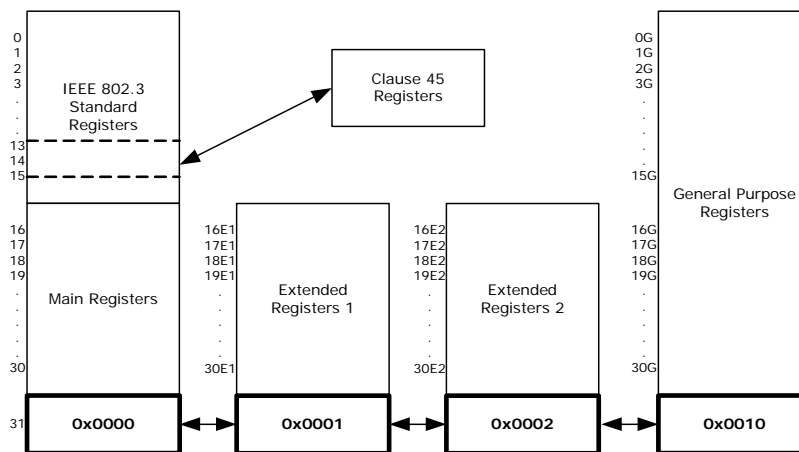 0
1
2
3
.
.
.
13
14
15
IEEE 802.3
Standard
Registers
Clause 45
Registers
16
17
18
19
.
.
.
.
.
30
Main Registers
16E1
17E1
18E1
19E1
.
.
.
.
.
30E1
Extended
Registers 1
16E2
17E2
18E2
19E2
.
.
.
.
.
30E2
Extended
Registers 2
0G
1G
2G
3G
.
.
.
.
.
15G
16G
17G
18G
19G
.
.
.
.
.
30G
General Purpose
Registers
31
0x0000
0x0001
0x0002
0x0010